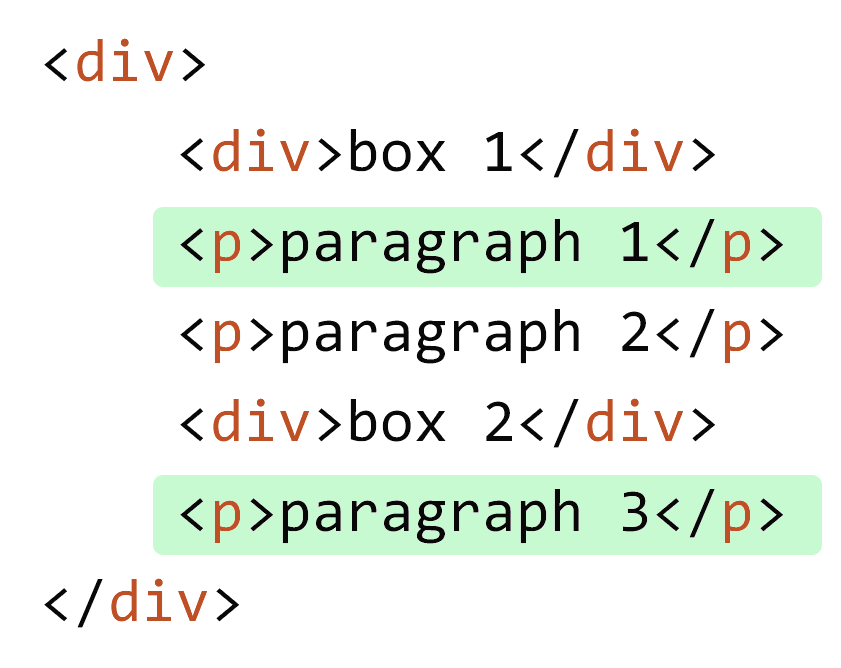 <div>
<div>box 1</div>
<p>paragraph 1</p>
<p>paragraph 2</p>
<div>box 2</div>
<p>paragraph 3</p>
</div>